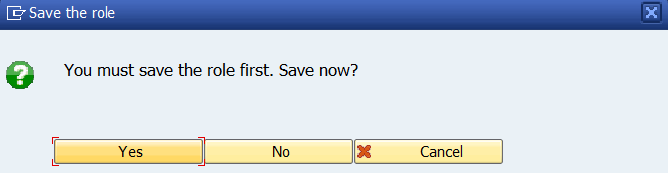 Save the role
You must save the role first. Save now?
Yes
No
Cancel